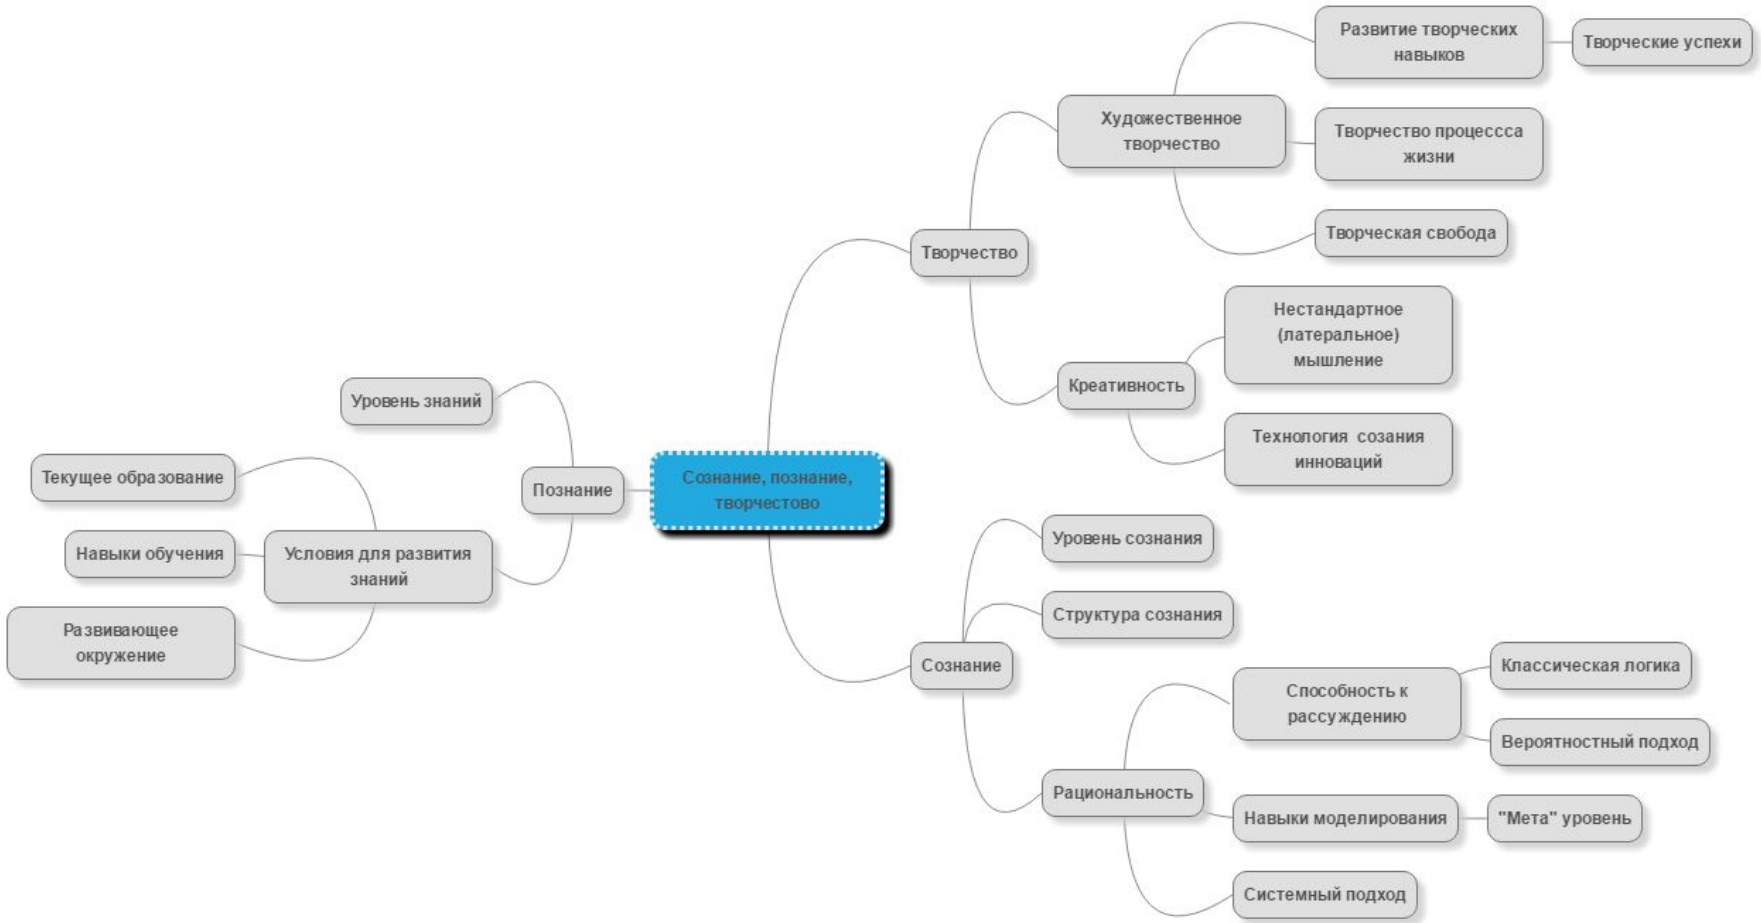 Развитие творческих
навыков
Творческие успехи
Художественное
творчество
Творчество процессса
жизни
Творческая свобода
Творчество
Нестандартное
(латеральное)
мышление
Креативность
Технология созания
инноваций
Уровень знаний
Текущее образование
Познание
Сознание, познание,
творчестово
Навыки обучения
Условия для развития
знаний
Развивающее
окружение
Уровень сознания
Структура сознания
Сознание
Способность к
рассуждению
Классическая логика
Вероятностный подход
Рациональность
Навыки моделирования
"Мета" уровень
Системный подход